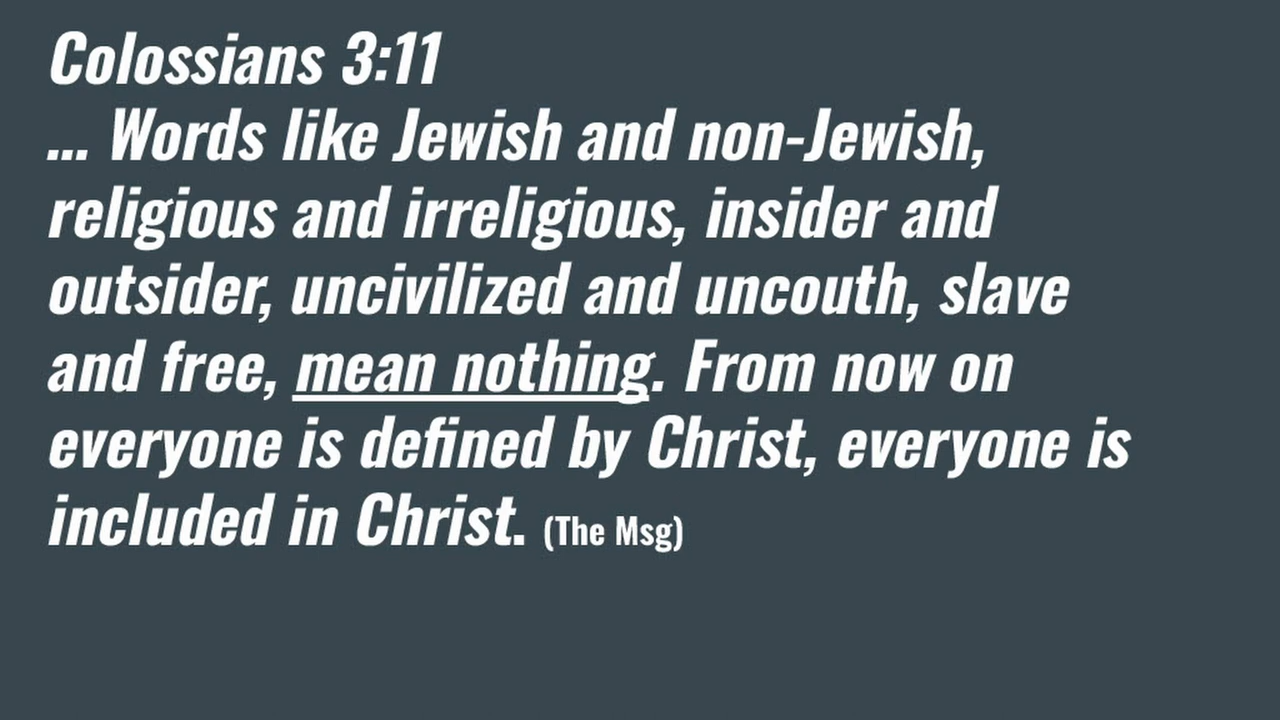 Colossians 3:11
... Words like Jewish and non-Jewish,
religious and irreligious, insider and
outsider, uncivilized and uncouth, slave
and free, mean nothing. From now on
everyone is defined by Christ, everyone is
included in Christ. (The Msg)